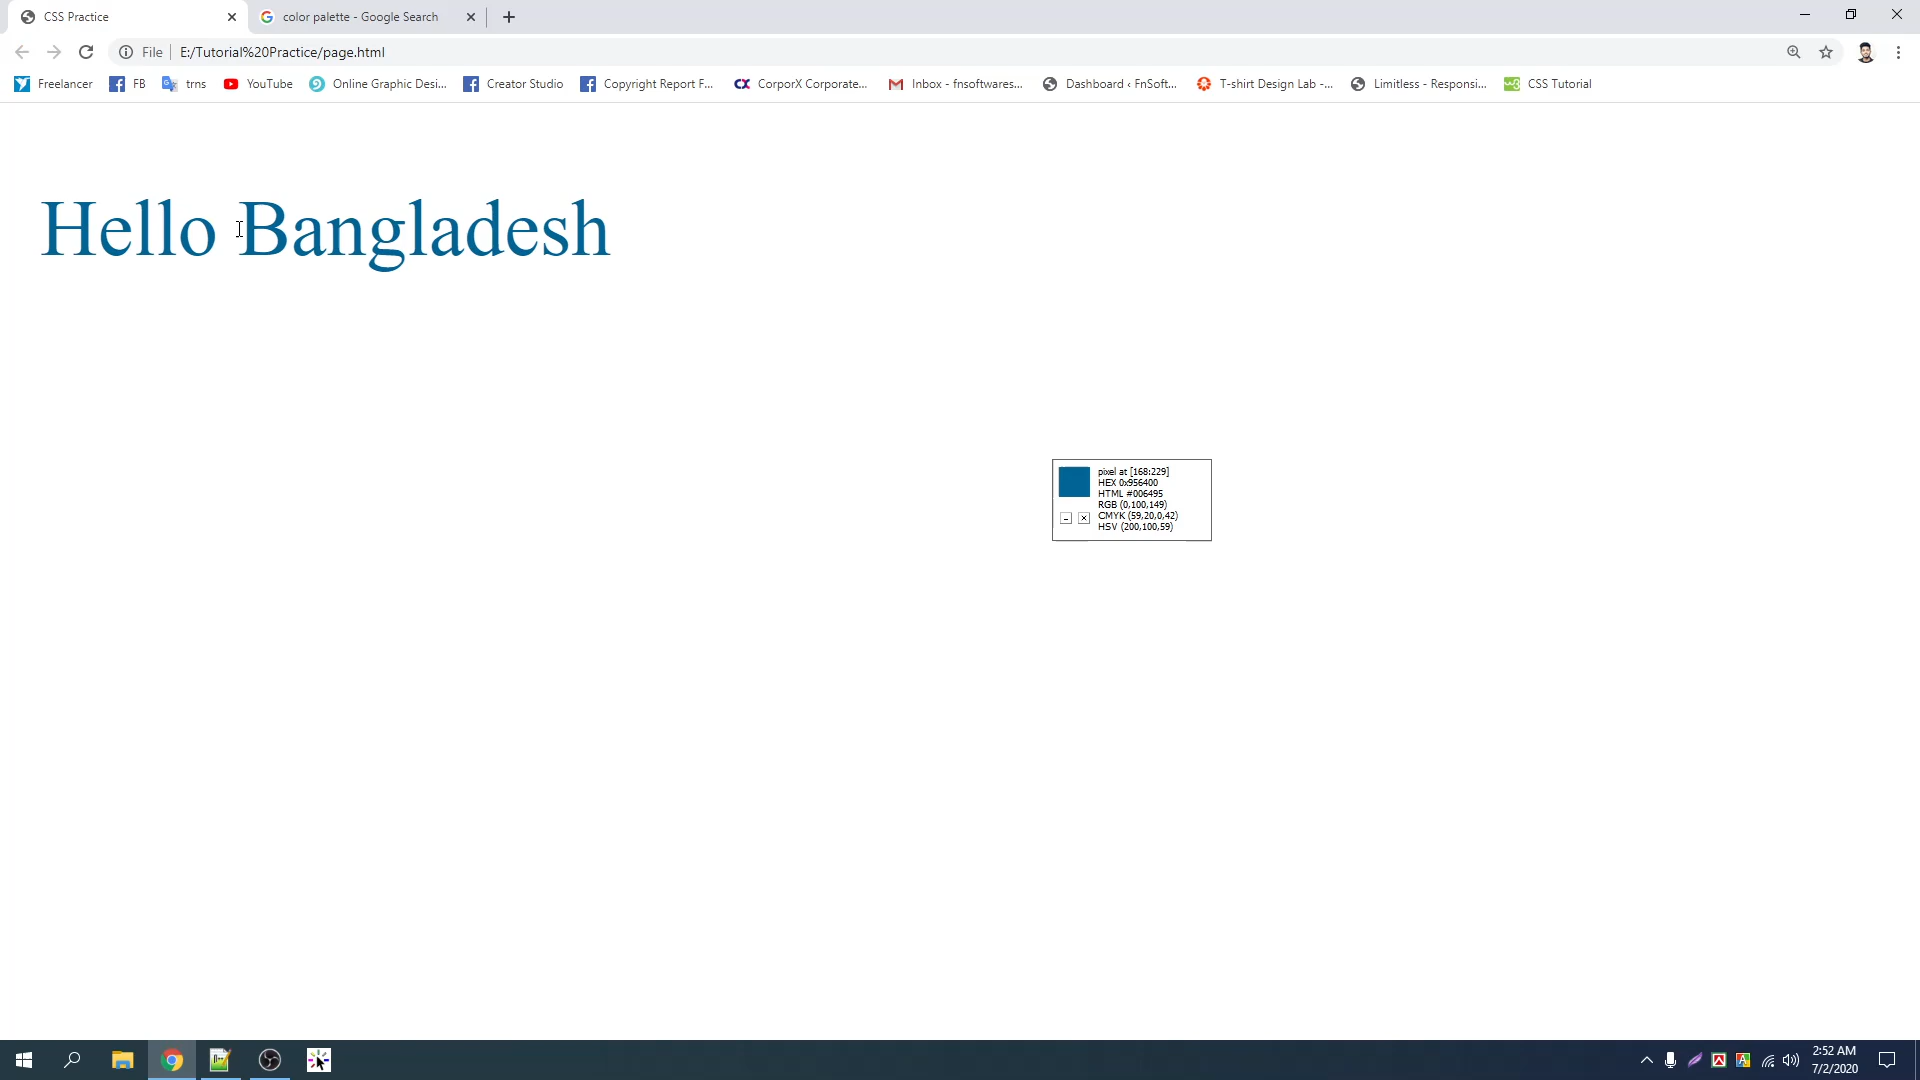 CSS Practice
color palette - Google Search
File
E:/Tutorial%20Practice/page.html
Freelancer
FB
trns
YouTube
Online Graphic Desi...
Creator Studio
Copyright Report F...
CX
CorporX Corporate...
Inbox - fnsoftwares...
Dashboard ‹ FnSoft...
T-shirt Design Lab -...
Limitless - Responsi...
CSS Tutorial
Hello Bangladesh
pixel at [168:229]
HEX 0x956400
HTML #006495
RGB (0,100,149)
CMYK (59,20,0,42)
HSV (200,100,59)
2:52 AM
7/2/2020